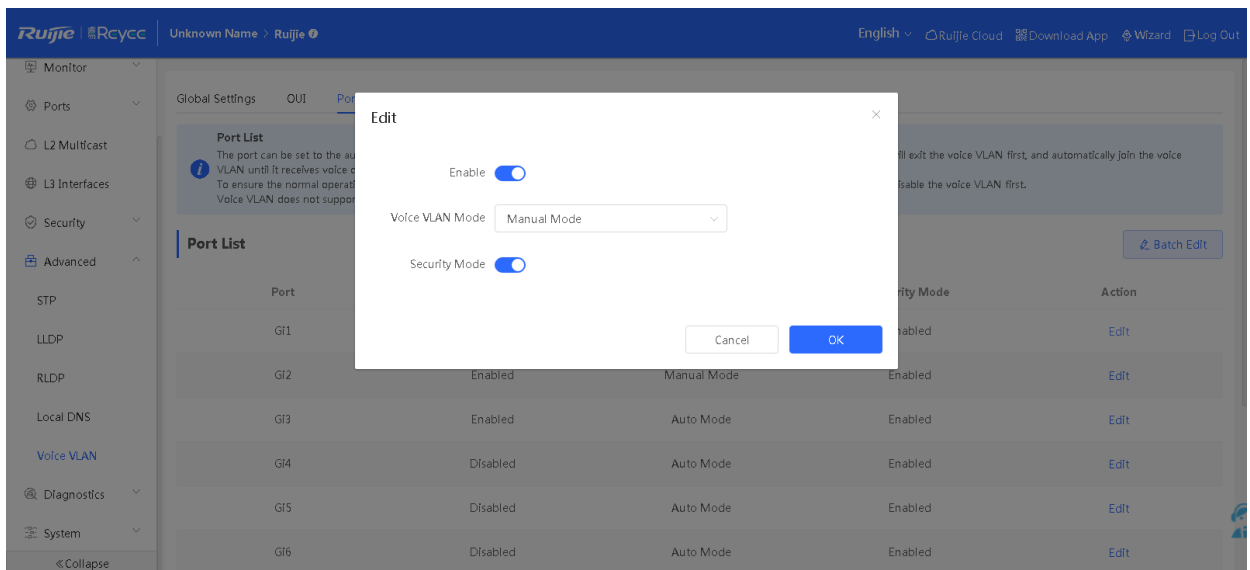 Ruijie | Rcycc Unknown Name > Ruijie English Ruijie Cloud Download App Wizard Log Out
Monitor
Ports
L2 Multicast
L3 Interfaces
Security
Advanced
STP
LLDP
RLDP
Local DNS
Voice VLAN
Diagnostics
System
«Collapse
Global Settings OUI Por
Port List
The port can be set to the au ill exit the voice VLAN first, and automatically join the voice
VLAN until it receives voice
To ensure the normal operati isable the voice VLAN first.
Voice VLAN does not suppor
Port List Batch Edit
Port rity Mode Action
Gi1 nabled Edit
Gi2 Enabled Manual Mode Enabled Edit
Gi3 Enabled Auto Mode Enabled Edit
Gi4 Disabled Auto Mode Enabled Edit
Gi5 Disabled Auto Mode Enabled Edit
Gi6 Disabled Auto Mode Enabled Edit
Edit ×
Enable
Voice VLAN Mode Manual Mode
Security Mode
Cancel OK